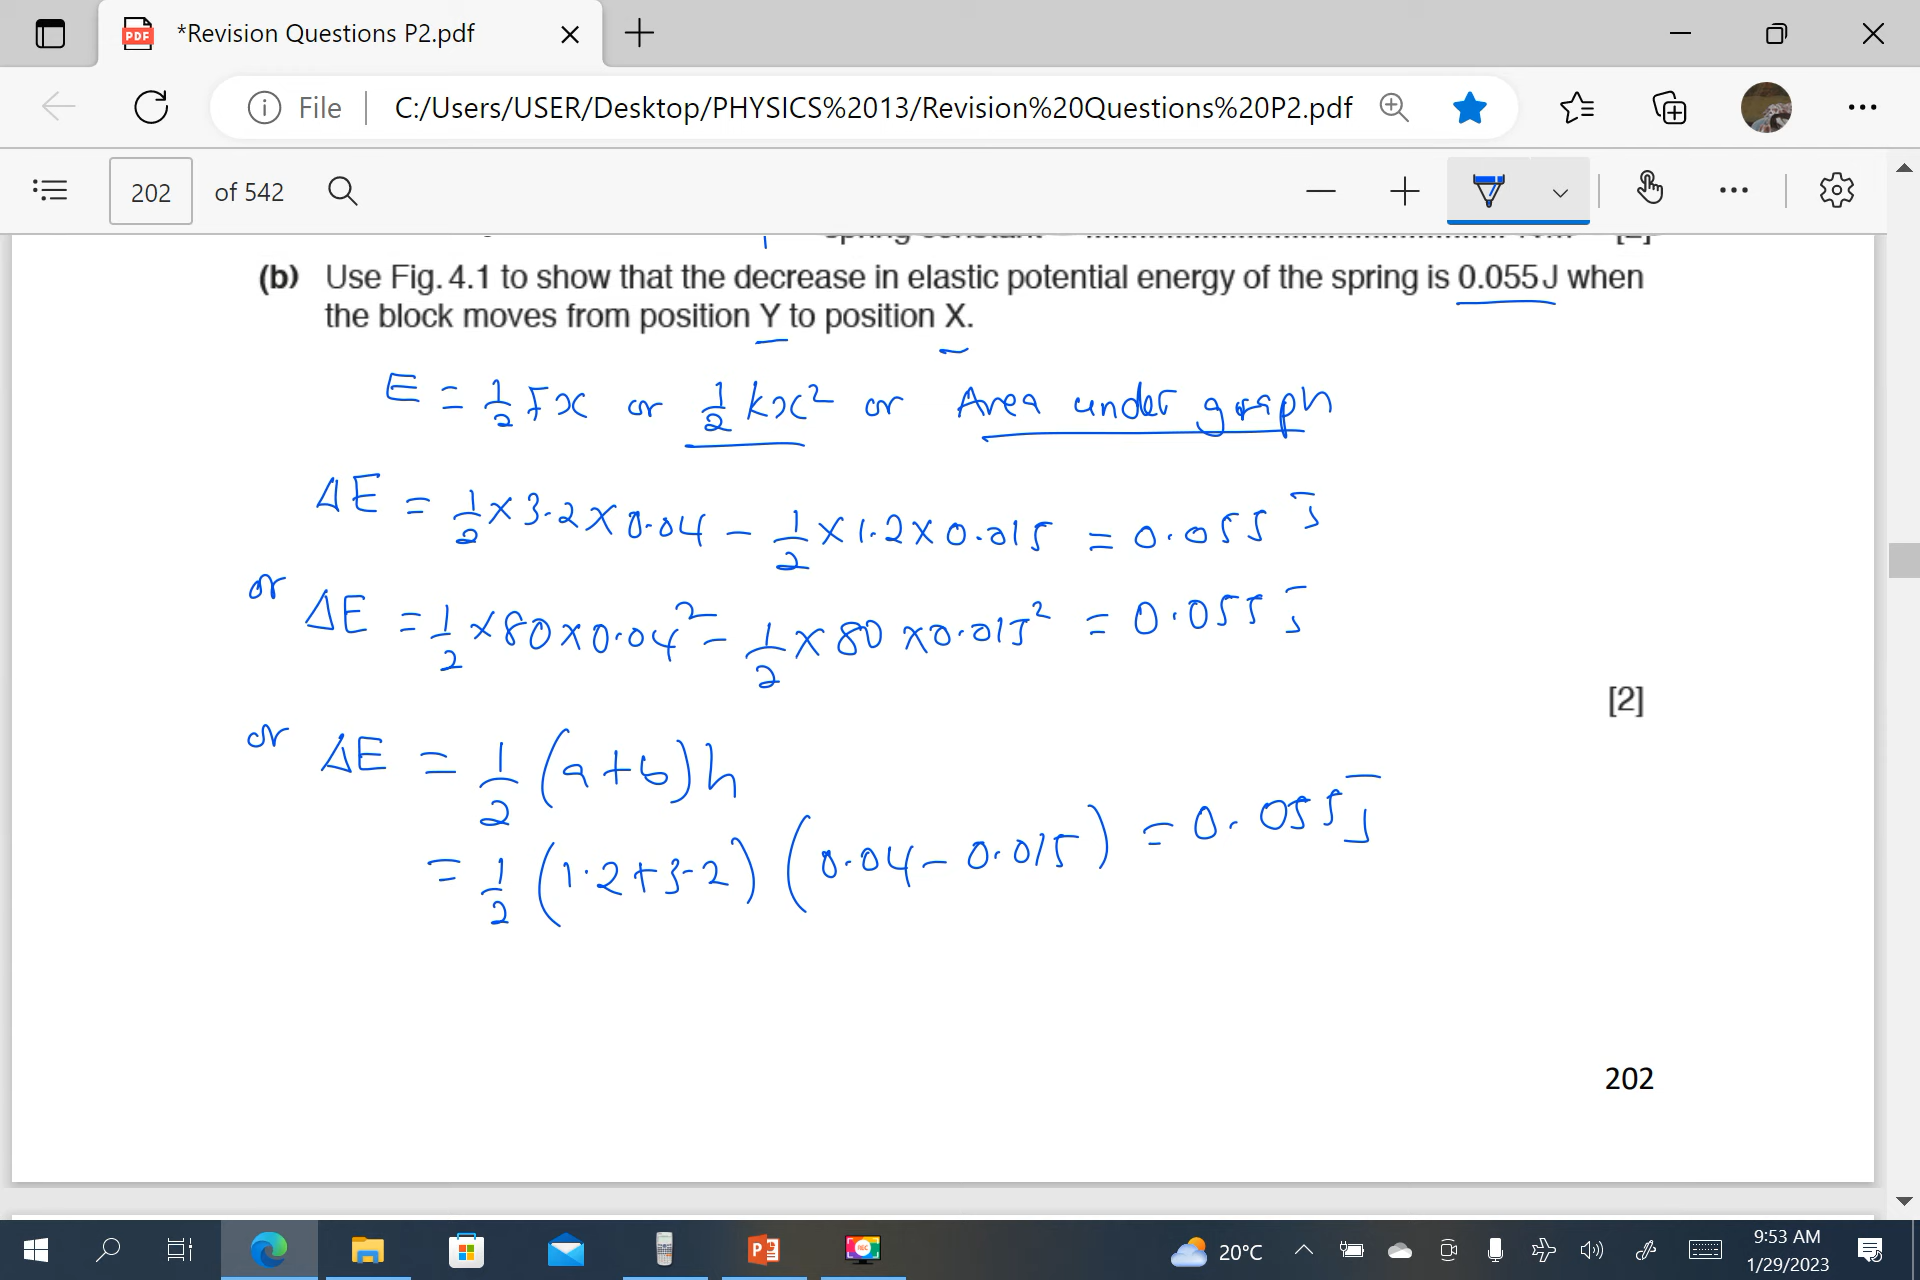 *Revision Questions P2.pdf
File | C:/Users/USER/Desktop/PHYSICS%2013/Revision%20Questions%20P2.pdf
202 of 542
(b) Use Fig. 4.1 to show that the decrease in elastic potential energy of the spring is 0.055 J when
the block moves from position Y to position X.
E = 1/2 Fx or 1/2 kx² or Area under graph
ΔE = 1/2 × 3.2 × 0.04 − 1/2 × 1.2 × 0.015 = 0.055 J
or ΔE = 1/2 × 80 × 0.04² − 1/2 × 80 × 0.015² = 0.055 J
[2]
or ΔE = 1/2 (a+b)h
= 1/2 (1.2+3.2) (0.04 − 0.015) = 0.055 J
202
20°C
9:53 AM
1/29/2023